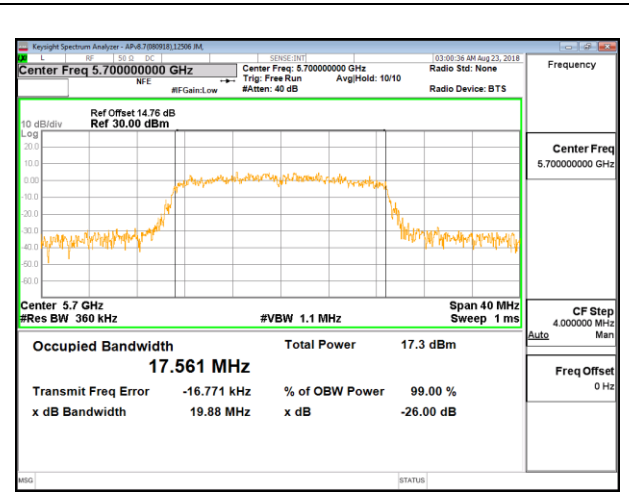 Keysight Spectrum Analyzer - APv8.7(080918),12506 JM,
L RF 50 Ω DC SENSE:INT 03:00:36 AM Aug 23, 2018
Center Freq 5.700000000 GHz Center Freq: 5.700000000 GHz Radio Std: None Frequency
NFE Trig: Free Run Avg|Hold: 10/10
#IFGain:Low #Atten: 40 dB Radio Device: BTS
Ref Offset 14.76 dB
10 dB/div Ref 30.00 dBm
Log
20.0
10.0
0.00
-10.0
-20.0
-30.0
-40.0
-50.0
-60.0
Center Freq
5.700000000 GHz
Center 5.7 GHz Span 40 MHz
#Res BW 360 kHz #VBW 1.1 MHz Sweep 1 ms
CF Step
4.000000 MHz
Auto Man
Occupied Bandwidth Total Power 17.3 dBm
17.561 MHz
Transmit Freq Error -16.771 kHz % of OBW Power 99.00 %
x dB Bandwidth 19.88 MHz x dB -26.00 dB
Freq Offset
0 Hz
MSG STATUS